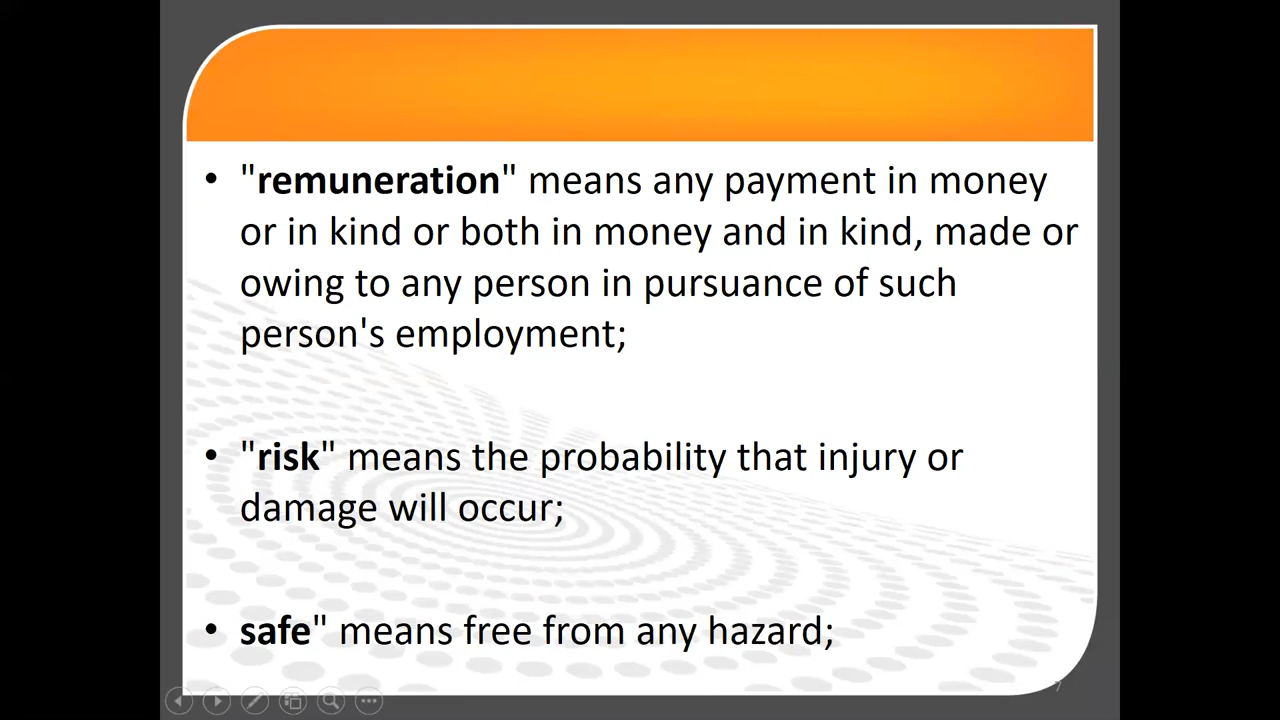 • "remuneration" means any payment in money
or in kind or both in money and in kind, made or
owing to any person in pursuance of such
person's employment;
• "risk" means the probability that injury or
damage will occur;
• safe" means free from any hazard;
7